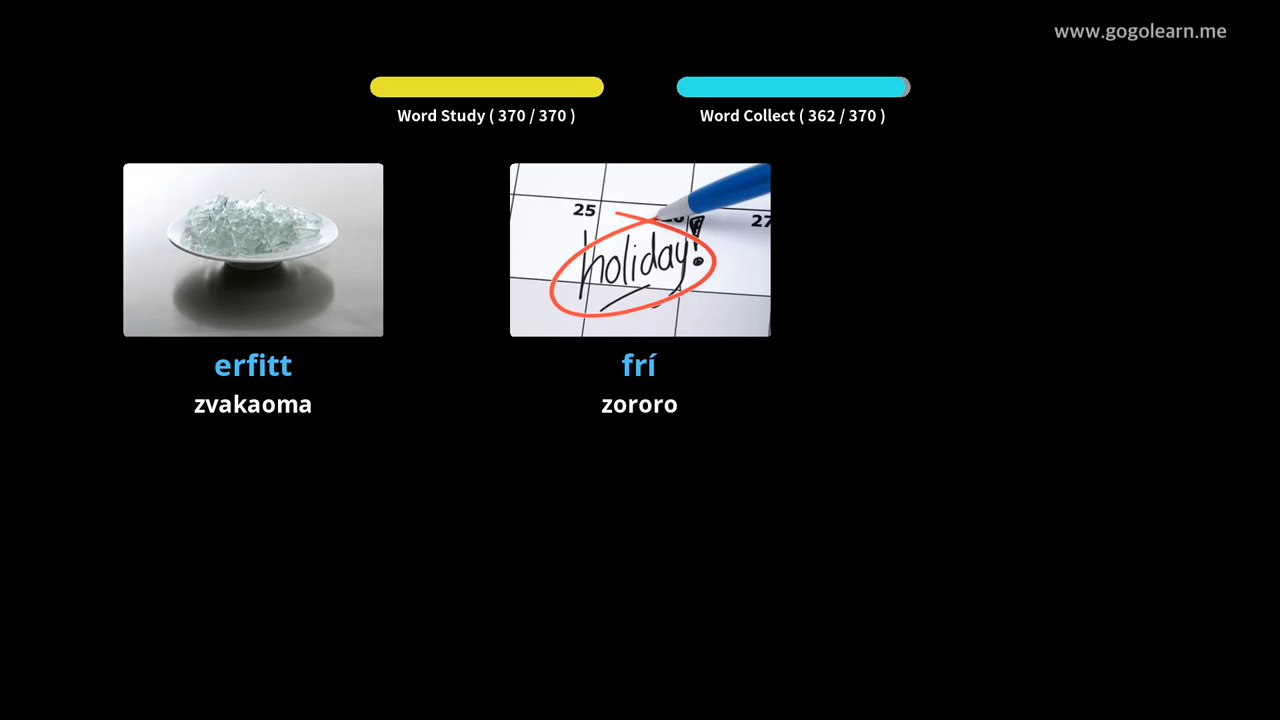 www.gogolearn.me
Word Study ( 370 / 370 )
Word Collect ( 362 / 370 )
25
27
holiday!
erfitt
frí
zvakaoma
zororo